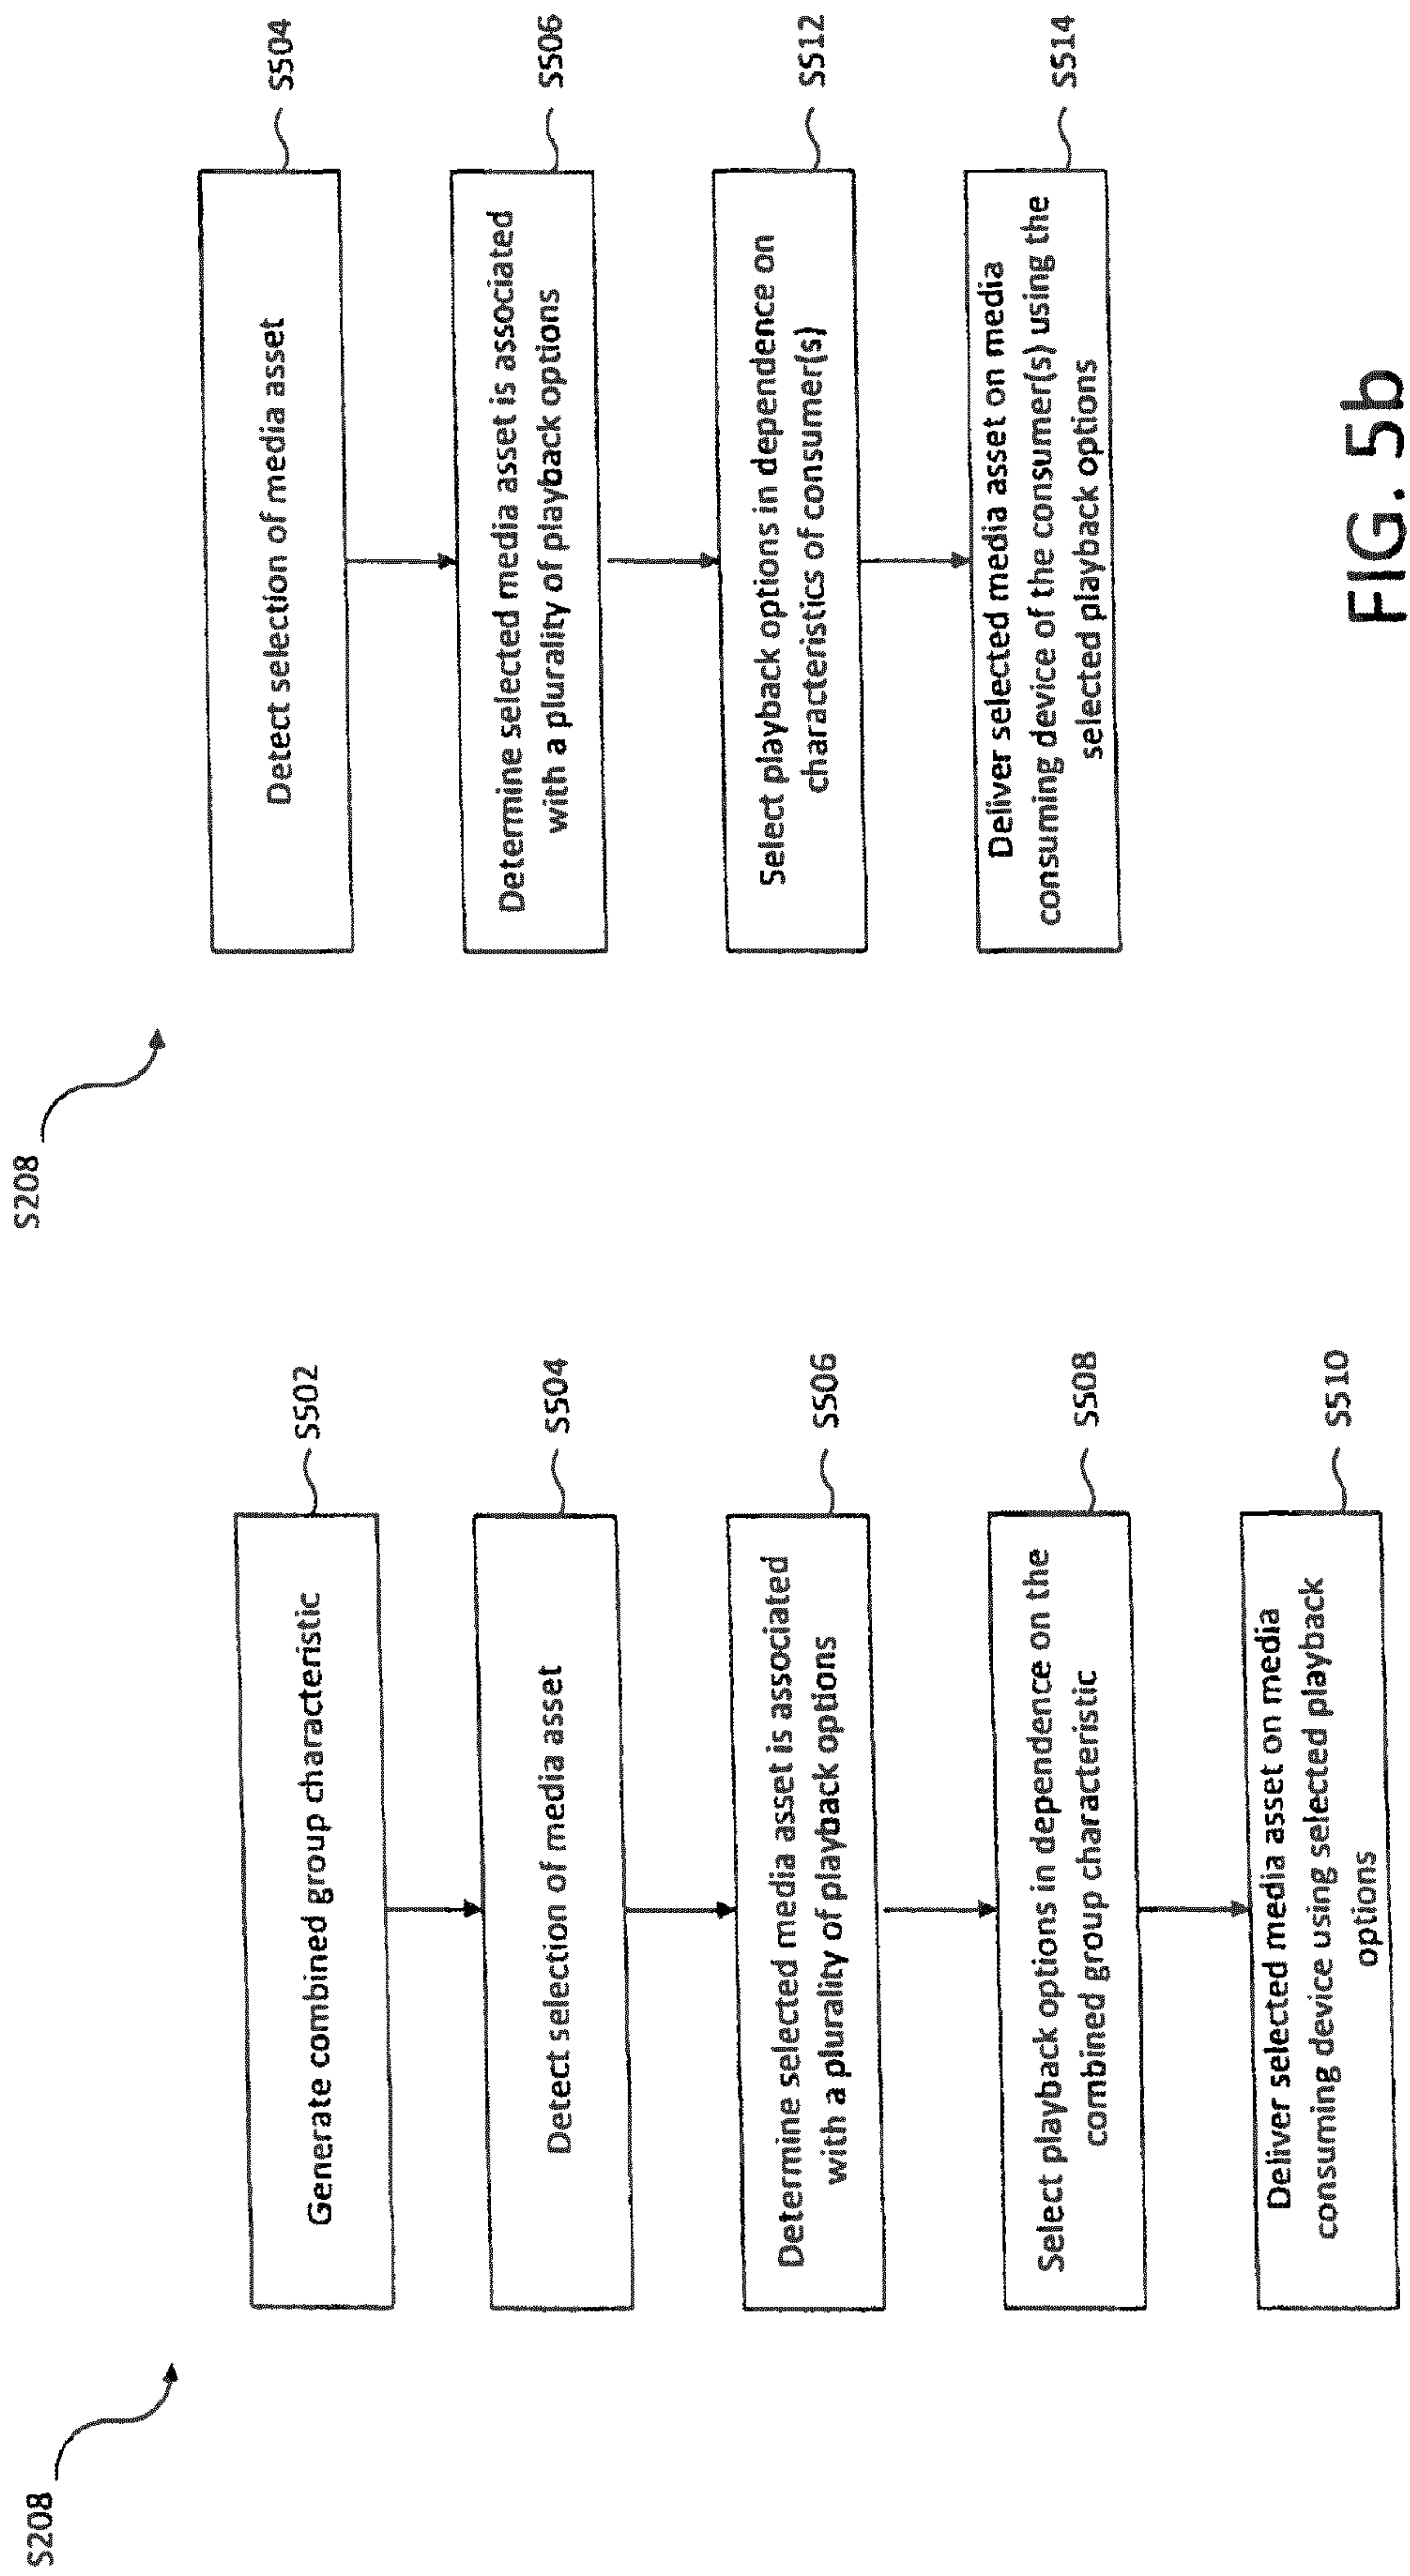 S208
Generate combined group characteristic
S502
Detect selection of media asset
S504
Determine selected media asset is associated
with a plurality of playback options
S506
Select playback options in dependence on the
combined group characteristic
S508
Deliver selected media asset on media
consuming device using selected playback
options
S510
S208
Detect selection of media asset
S504
Determine selected media asset is associated
with a plurality of playback options
S506
Select playback options in dependence on
characteristics of consumer(s)
S512
Deliver selected media asset on media
consuming device of the consumer(s) using the
selected playback options
S514
FIG. 5b